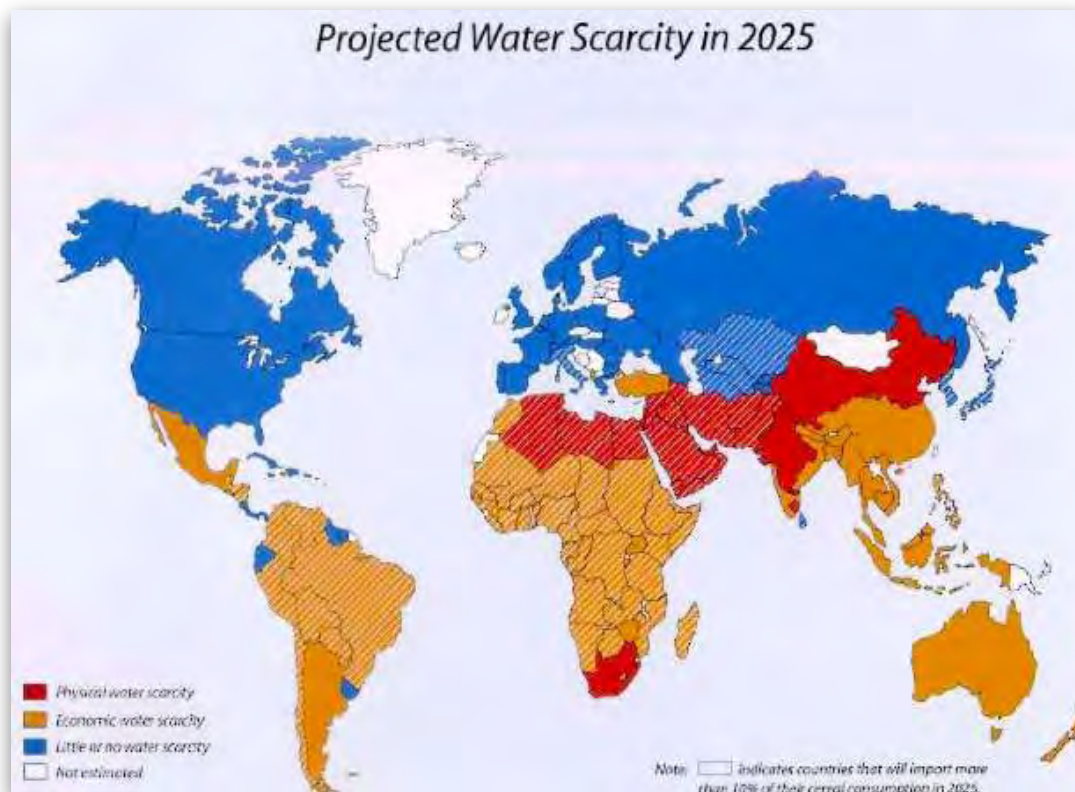 Projected Water Scarcity in 2025
Physical water scarcity
Economic water scarcity
Little or no water scarcity
Not estimated
Note: indicates countries that will import more
than 10% of their cereal consumption in 2025.